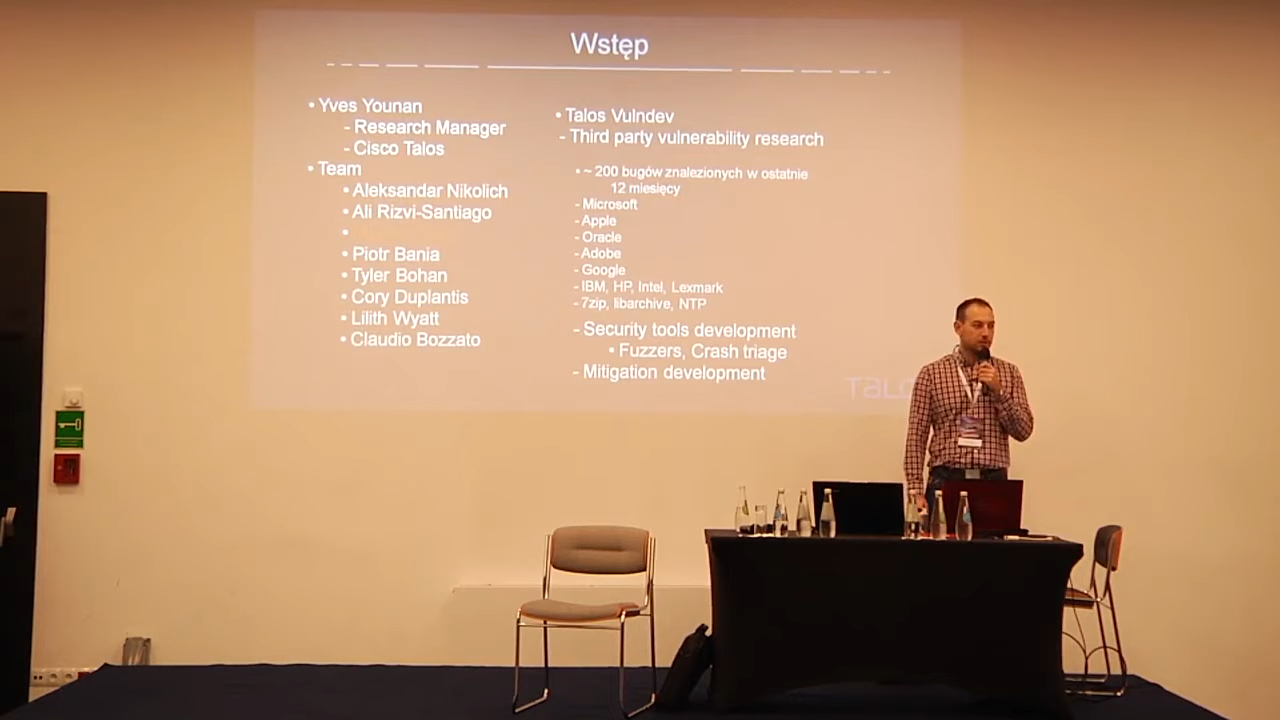 Wstęp
• Yves Younan
- Research Manager
- Cisco Talos
• Team
• Aleksandar Nikolich
• Ali Rizvi-Santiago
•
• Piotr Bania
• Tyler Bohan
• Cory Duplantis
• Lilith Wyatt
• Claudio Bozzato
• Talos Vulndev
- Third party vulnerability research
• ~ 200 bugów znalezionych w ostatnie
12 miesięcy
- Microsoft
- Apple
- Oracle
- Adobe
- Google
- IBM, HP, Intel, Lexmark
- 7zip, libarchive, NTP
- Security tools development
• Fuzzers, Crash triage
- Mitigation development